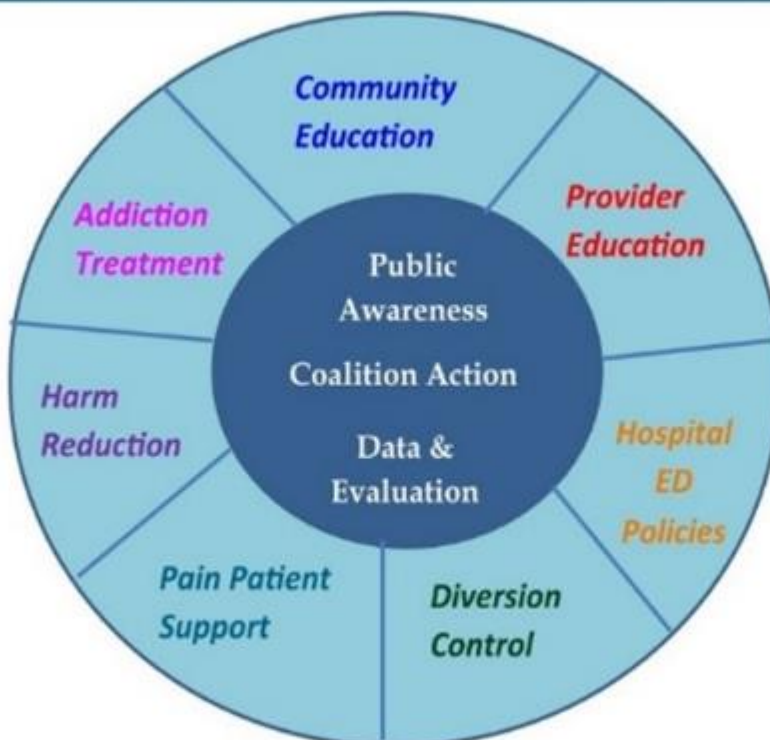 Community
Education
Provider
Education
Hospital
ED
Policies
Diversion
Control
Pain Patient
Support
Harm
Reduction
Addiction
Treatment
Public
Awareness
Coalition Action
Data &
Evaluation